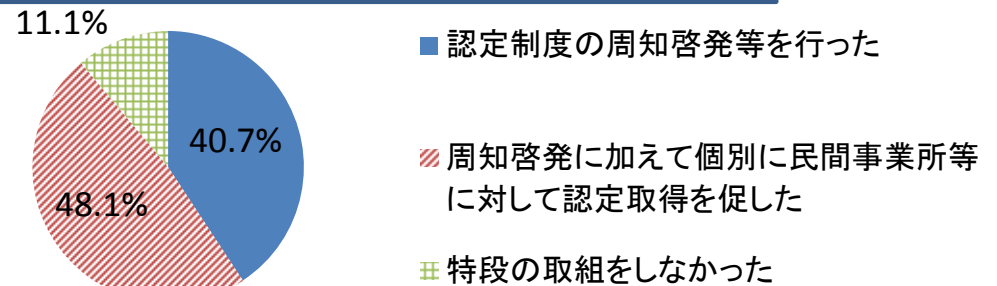 11.1%
認定制度の周知啓発等を行った
40.7%
周知啓発に加えて個別に民間事業所等
に対して認定取得を促した
48.1%
特段の取組をしなかった